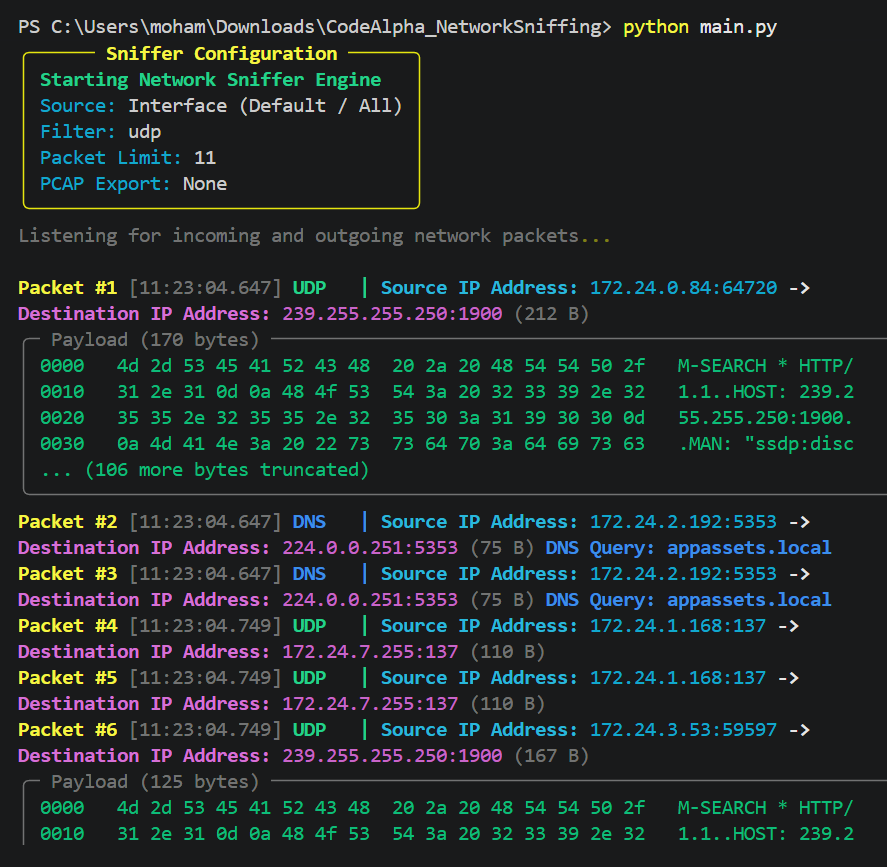 PS C:\Users\moham\Downloads\CodeAlpha_NetworkSniffing> python main.py
Sniffer Configuration
Starting Network Sniffer Engine
Source: Interface (Default / All)
Filter: udp
Packet Limit: 11
PCAP Export: None
Listening for incoming and outgoing network packets...
Packet #1 [11:23:04.647] UDP | Source IP Address: 172.24.0.84:64720 ->
Destination IP Address: 239.255.255.250:1900 (212 B)
Payload (170 bytes)
0000 4d 2d 53 45 41 52 43 48 20 2a 20 48 54 54 50 2f M-SEARCH * HTTP/
0010 31 2e 31 0d 0a 48 4f 53 54 3a 20 32 33 39 2e 32 1.1..HOST: 239.2
0020 35 35 2e 32 35 35 2e 32 35 30 3a 31 39 30 30 0d 55.255.250:1900.
0030 0a 4d 41 4e 3a 20 22 73 73 64 70 3a 64 69 73 63 .MAN: "ssdp:disc
... (106 more bytes truncated)
Packet #2 [11:23:04.647] DNS | Source IP Address: 172.24.2.192:5353 ->
Destination IP Address: 224.0.0.251:5353 (75 B) DNS Query: appassets.local
Packet #3 [11:23:04.647] DNS | Source IP Address: 172.24.2.192:5353 ->
Destination IP Address: 224.0.0.251:5353 (75 B) DNS Query: appassets.local
Packet #4 [11:23:04.749] UDP | Source IP Address: 172.24.1.168:137 ->
Destination IP Address: 172.24.7.255:137 (110 B)
Packet #5 [11:23:04.749] UDP | Source IP Address: 172.24.1.168:137 ->
Destination IP Address: 172.24.7.255:137 (110 B)
Packet #6 [11:23:04.749] UDP | Source IP Address: 172.24.3.53:59597 ->
Destination IP Address: 239.255.255.250:1900 (167 B)
Payload (125 bytes)
0000 4d 2d 53 45 41 52 43 48 20 2a 20 48 54 54 50 2f M-SEARCH * HTTP/
0010 31 2e 31 0d 0a 48 4f 53 54 3a 20 32 33 39 2e 32 1.1..HOST: 239.2